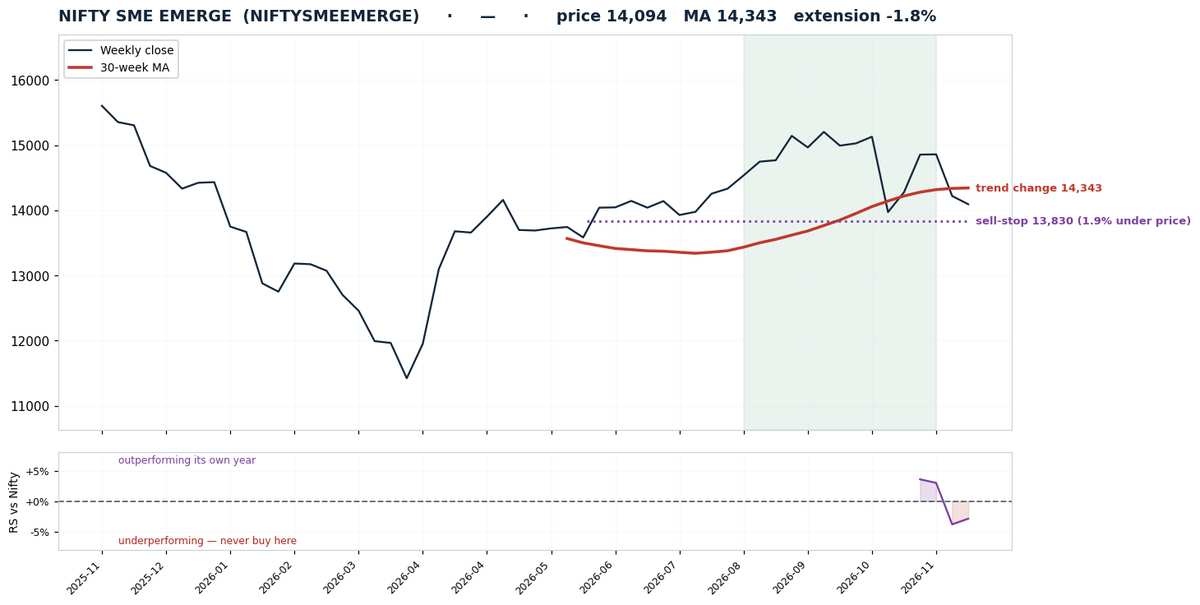 NIFTY SME EMERGE (NIFTYSMEEMERGE) · — · price 14,094 MA 14,343 extension -1.8%
Weekly close
30-week MA
16000
15000
14000
13000
12000
11000
trend change 14,343
sell-stop 13,830 (1.9% under price)
RS vs Nifty
+5%
+0%
-5%
outperforming its own year
underperforming — never buy here
2025-11
2025-12
2026-01
2026-02
2026-03
2026-04
2026-04
2026-05
2026-06
2026-07
2026-08
2026-09
2026-10
2026-11